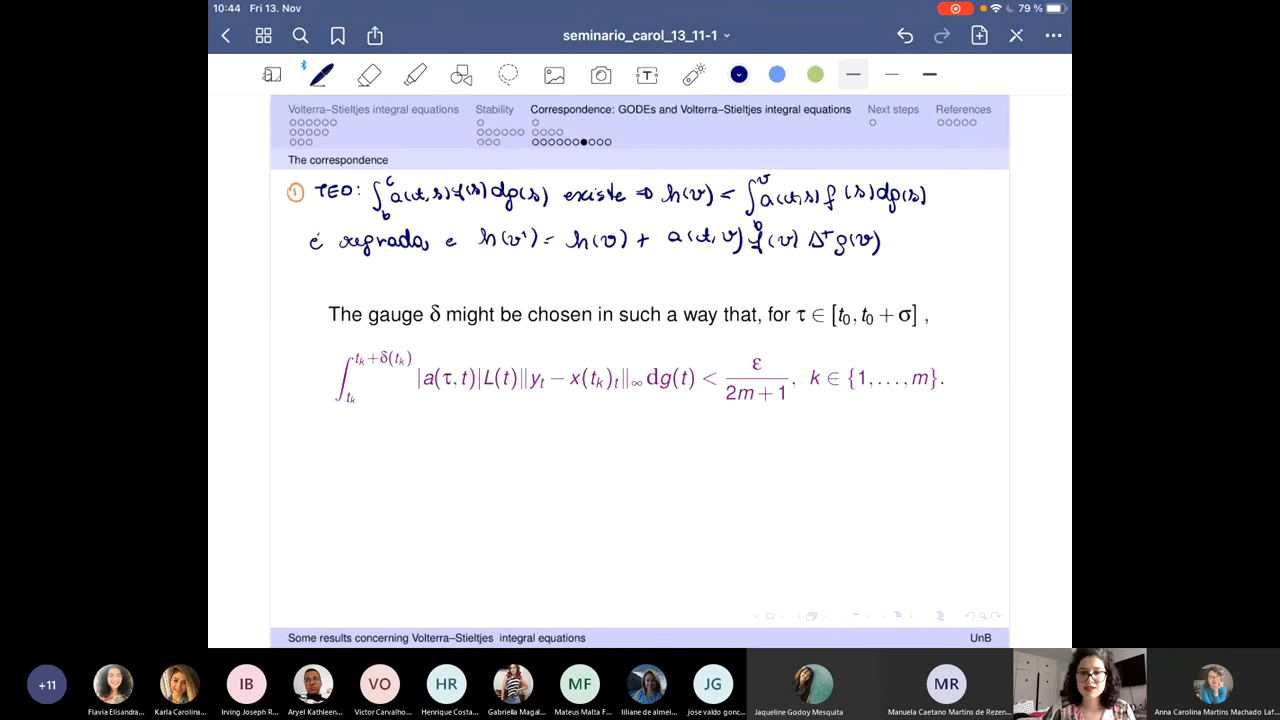 10:44 Fri 13. Nov
79 %
seminario_carol_13_11-1
Volterra–Stieltjes integral equations Stability Correspondence: GODEs and Volterra–Stieltjes integral equations Next steps References
The correspondence
① TEO: ∫_b^c a(t,s) f(s) dg(s) existe ⇒ h(v) = ∫_b^v a(t,s) f(s) dg(s)
é regrada e h(v⁺) = h(v) + a(t,v) f(v) Δ⁺g(v)
The gauge δ might be chosen in such a way that, for τ ∈ [t₀, t₀ + σ] ,
∫_{t_k}^{t_k+δ(t_k)} |a(τ, t)|L(t)‖y_t − x(t_k)_t‖_∞ dg(t) < ε/(2m+1), k ∈ {1,...,m}.
Some results concerning Volterra–Stieltjes integral equations UnB
+11 IB VO HR MF JG MR
Flavia Elisandra... Karla Carolina... Irving Joseph R... Aryel Kathleen... Victor Carvalho... Henrique Costa... Gabriella Magal... Mateus Malta F... liliane de almei... jose valdo gonc... Jaqueline Godoy Mesquita Manuela Caetano Martins de Rezen... Anna Carolina Martins Machado Laf...